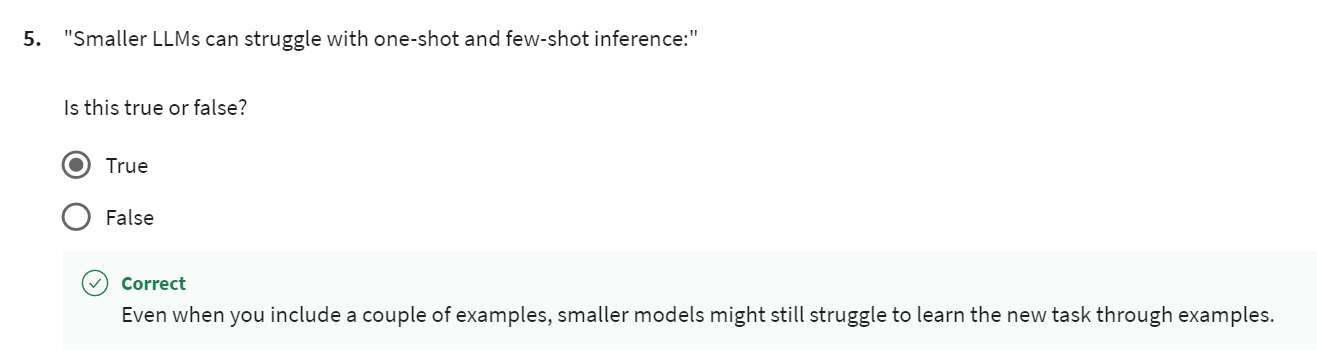 5. "Smaller LLMs can struggle with one-shot and few-shot inference:"
Is this true or false?
True
False
Correct
Even when you include a couple of examples, smaller models might still struggle to learn the new task through examples.